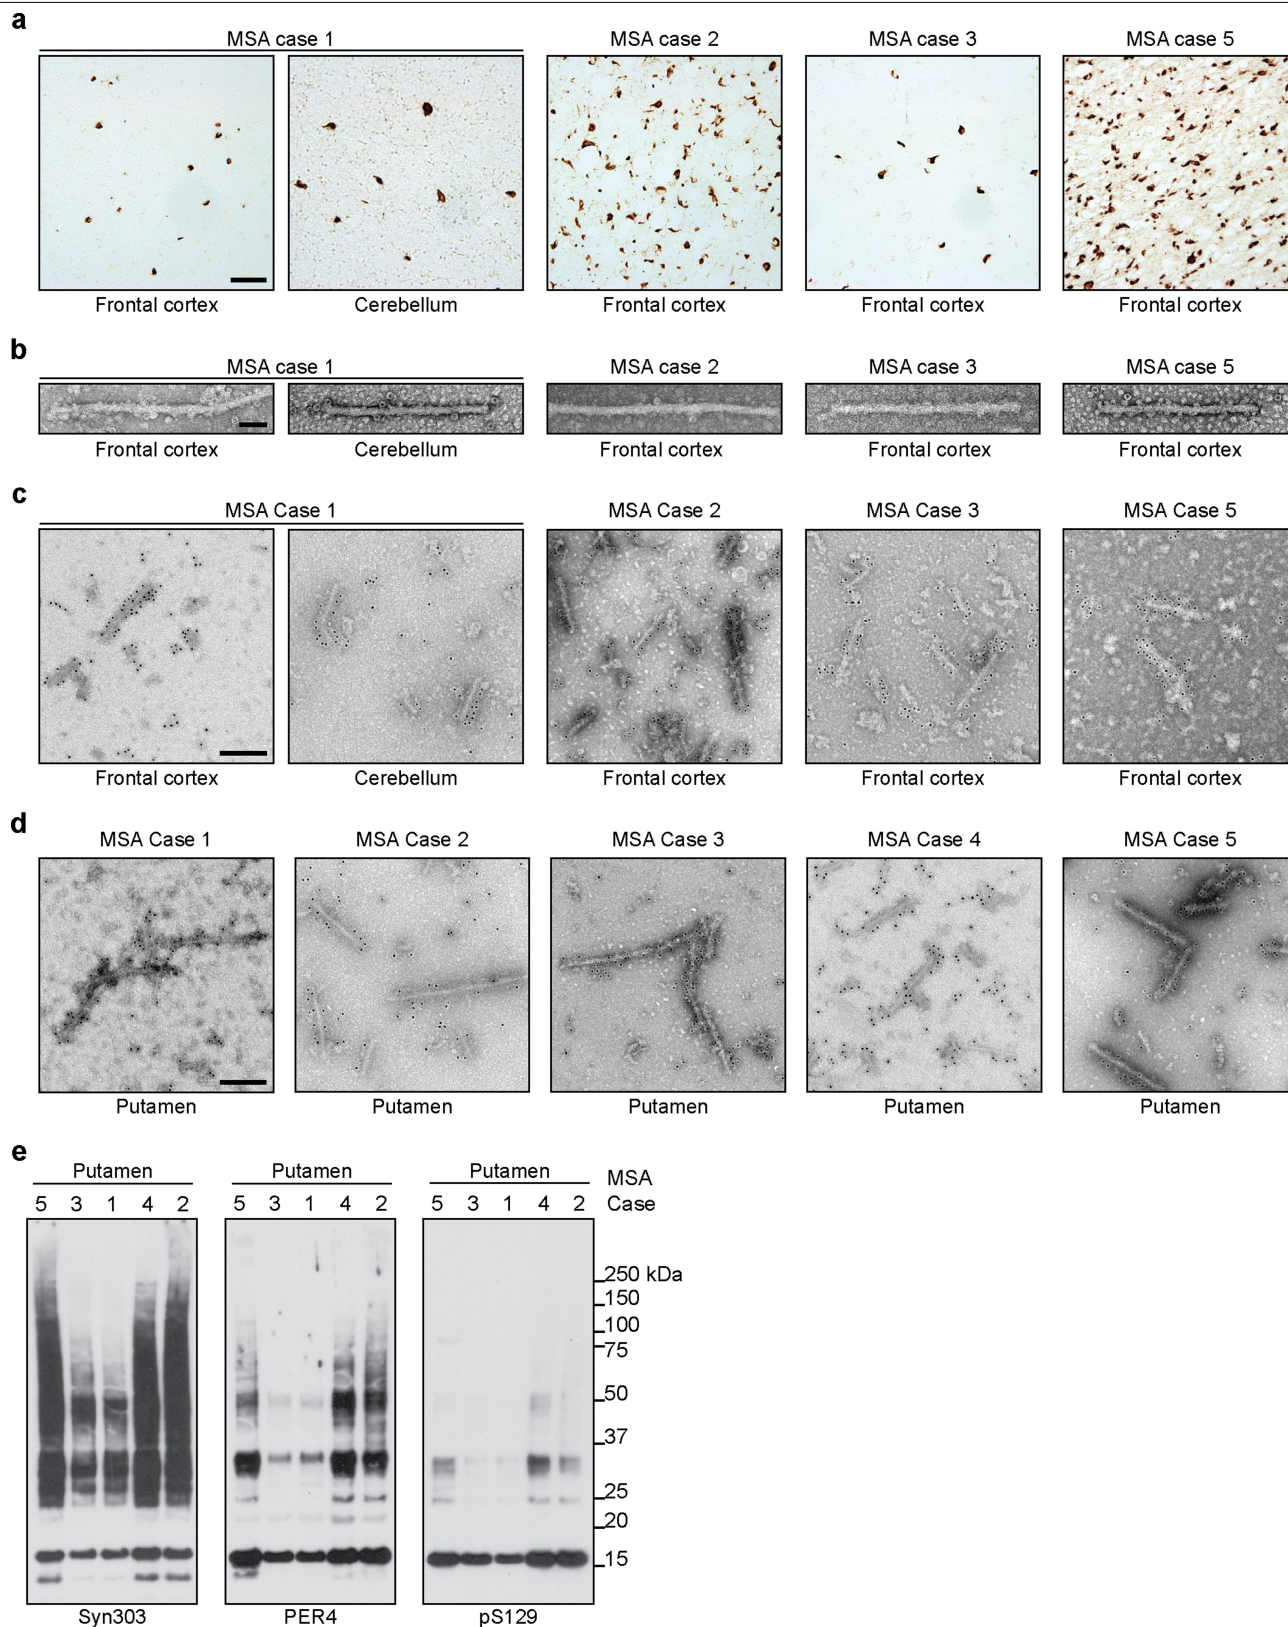 a
MSA case 1 MSA case 2 MSA case 3 MSA case 5
Frontal cortex Cerebellum Frontal cortex Frontal cortex Frontal cortex
b
MSA case 1 MSA case 2 MSA case 3 MSA case 5
Frontal cortex Cerebellum Frontal cortex Frontal cortex Frontal cortex
c
MSA Case 1 MSA Case 2 MSA Case 3 MSA Case 5
Frontal cortex Cerebellum Frontal cortex Frontal cortex Frontal cortex
d
MSA Case 1 MSA Case 2 MSA Case 3 MSA Case 4 MSA Case 5
Putamen Putamen Putamen Putamen Putamen
e
Putamen Putamen Putamen MSA
5 3 1 4 2 5 3 1 4 2 5 3 1 4 2 Case
250 kDa
150
100
75
50
37
25
20
15
Syn303 PER4 pS129